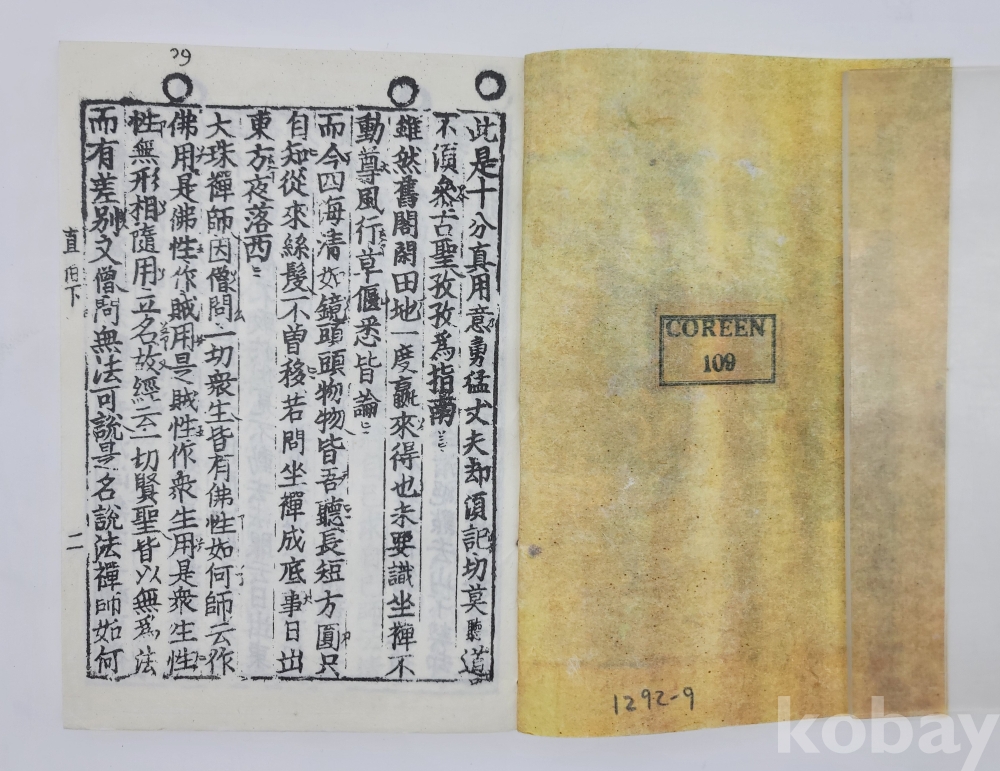 此是十分真用意勇猛丈夫却須記切莫聽道
不須叅古聖孜孜爲指南
雖然舊閣閑田地一度贏來得也未要識坐禪不
動尊風行草偃悉皆論
而今四海清如鏡頭頭物物皆吾聽長短方圓只
自知從來絲髮不曾移若問坐禪成底事日出
東方夜落西
大珠禪師因僧問一切衆生皆有佛性如何師云作
佛用是佛性作賊用是賊性作衆生用是衆生性
性無形相隨用立名故經云一切賢聖皆以無爲法
而有差別又僧問無法可說是名說法禪師如何
直 下
二
COREEN
109
1292-9
kobay